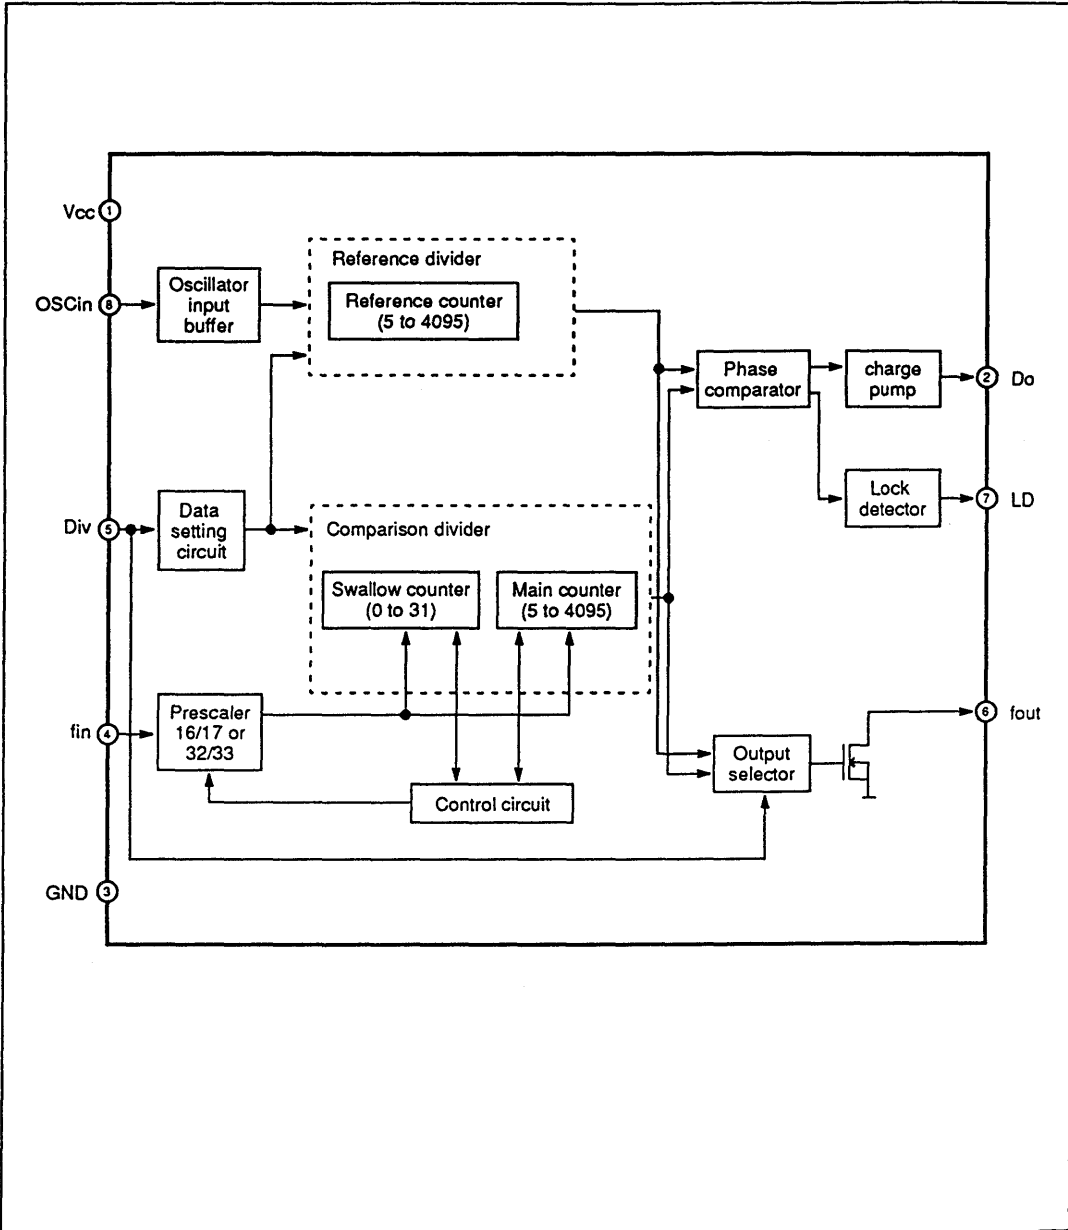 Vcc 1
Reference divider
Reference counter
(5 to 4095)
OSCin 8
Oscillator
input
buffer
Phase
comparator
charge
pump
2 Do
Lock
detector
7 LD
Div 5
Data
setting
circuit
Comparison divider
Swallow counter
(0 to 31)
Main counter
(5 to 4095)
fin 4
Prescaler
16/17 or
32/33
Control circuit
Output
selector
6 fout
GND 3